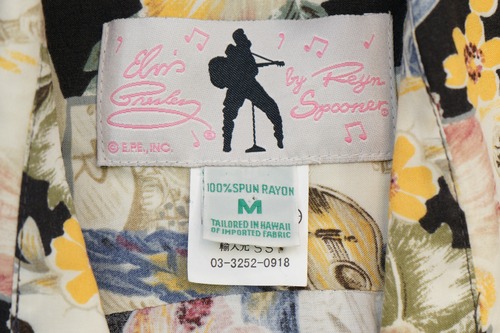 Elvis Presley
by Reyn Spooner
© E.P.E., INC.
100% SPUN RAYON
M
TAILORED IN HAWAII
OF IMPORTED FABRIC
輸入元 SS
03-3252-0918